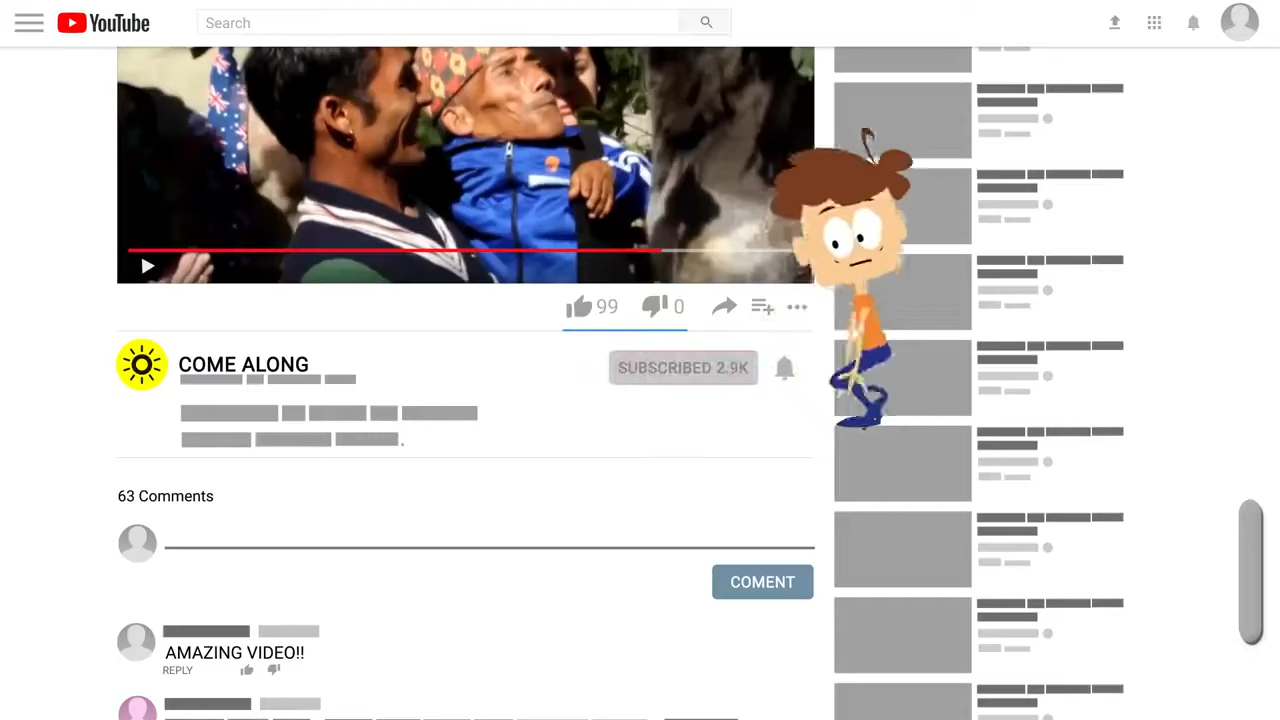 YouTube
Search
99
0
COME ALONG
SUBSCRIBED 2.9K
63 Comments
COMENT
AMAZING VIDEO!!
REPLY